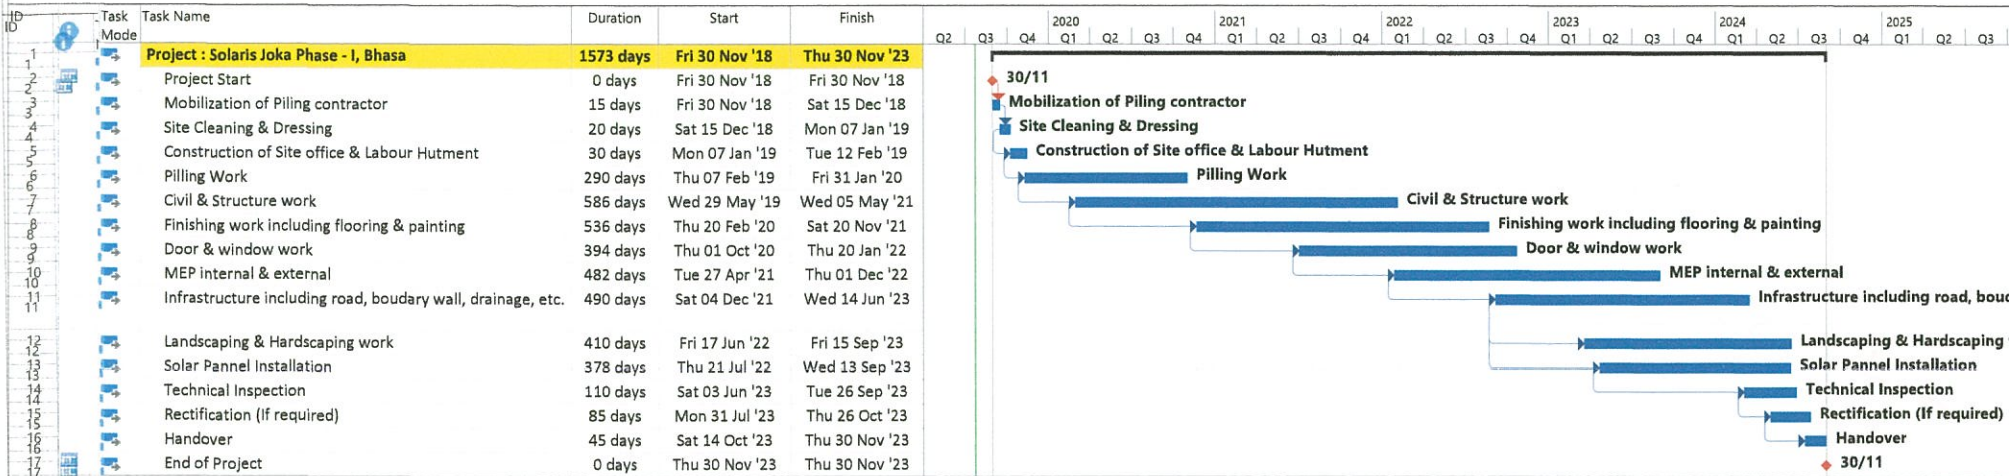 ID Task Mode Task Name Duration Start Finish 2020 2021 2022 2023 2024 2025
ID Q2 Q3 Q4 Q1 Q2 Q3 Q4 Q1 Q2 Q3 Q4 Q1 Q2 Q3 Q4 Q1 Q2 Q3 Q4 Q1 Q2 Q3 Q4 Q1 Q2 Q3
1 Project : Solaris Joka Phase - I, Bhasa 1573 days Fri 30 Nov '18 Thu 30 Nov '23
2 Project Start 0 days Fri 30 Nov '18 Fri 30 Nov '18 30/11
3 Mobilization of Piling contractor 15 days Fri 30 Nov '18 Sat 15 Dec '18 Mobilization of Piling contractor
4 Site Cleaning & Dressing 20 days Sat 15 Dec '18 Mon 07 Jan '19 Site Cleaning & Dressing
5 Construction of Site office & Labour Hutment 30 days Mon 07 Jan '19 Tue 12 Feb '19 Construction of Site office & Labour Hutment
6 Pilling Work 290 days Thu 07 Feb '19 Fri 31 Jan '20 Pilling Work
7 Civil & Structure work 586 days Wed 29 May '19 Wed 05 May '21 Civil & Structure work
8 Finishing work including flooring & painting 536 days Thu 20 Feb '20 Sat 20 Nov '21 Finishing work including flooring & painting
9 Door & window work 394 days Thu 01 Oct '20 Thu 20 Jan '22 Door & window work
10 MEP internal & external 482 days Tue 27 Apr '21 Thu 01 Dec '22 MEP internal & external
11 Infrastructure including road, boudary wall, drainage, etc. 490 days Sat 04 Dec '21 Wed 14 Jun '23 Infrastructure including road, bou
12 Landscaping & Hardscaping work 410 days Fri 17 Jun '22 Fri 15 Sep '23 Landscaping & Hardscaping
13 Solar Pannel Installation 378 days Thu 21 Jul '22 Wed 13 Sep '23 Solar Pannel Installation
14 Technical Inspection 110 days Sat 03 Jun '23 Tue 26 Sep '23 Technical Inspection
15 Rectification (If required) 85 days Mon 31 Jul '23 Thu 26 Oct '23 Rectification (If required)
16 Handover 45 days Sat 14 Oct '23 Thu 30 Nov '23 Handover
17 End of Project 0 days Thu 30 Nov '23 Thu 30 Nov '23 30/11